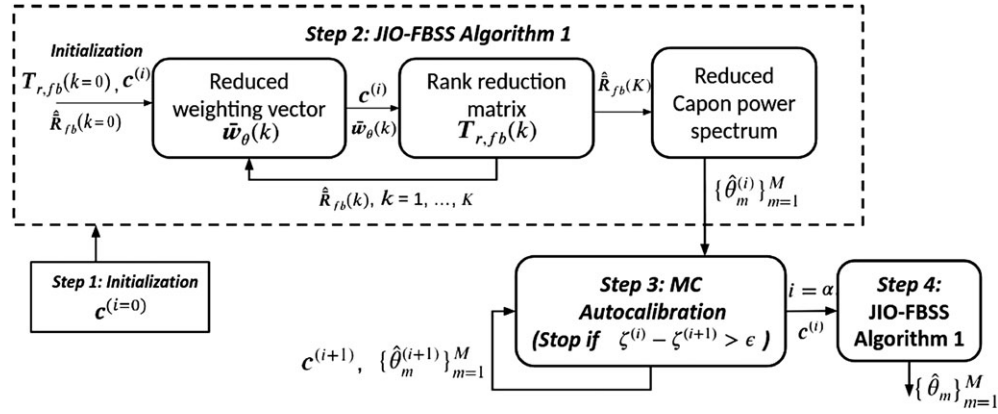 Step 2: JIO-FBSS Algorithm 1
Initialization
T_{r,fb}(k=0), c^{(i)}
\hat{\bar{R}}_{fb}(k=0)
Reduced
weighting vector
\bar{w}_θ(k)
c^{(i)}
\bar{w}_θ(k)
Rank reduction
matrix
T_{r,fb}(k)
\hat{\bar{R}}_{fb}(K)
Reduced
Capon power
spectrum
\hat{\bar{R}}_{fb}(k), k = 1, ..., K
{\hat{θ}_m^{(i)}}_{m=1}^M
Step 1: Initialization
c^{(i=0)}
Step 3: MC
Autocalibration
(Stop if ζ^{(i)} − ζ^{(i+1)} > ϵ )
c^{(i+1)}, {\hat{θ}_m^{(i+1)}}_{m=1}^M
i = α
c^{(i)}
Step 4:
JIO-FBSS
Algorithm 1
{\hat{θ}_m}_{m=1}^M